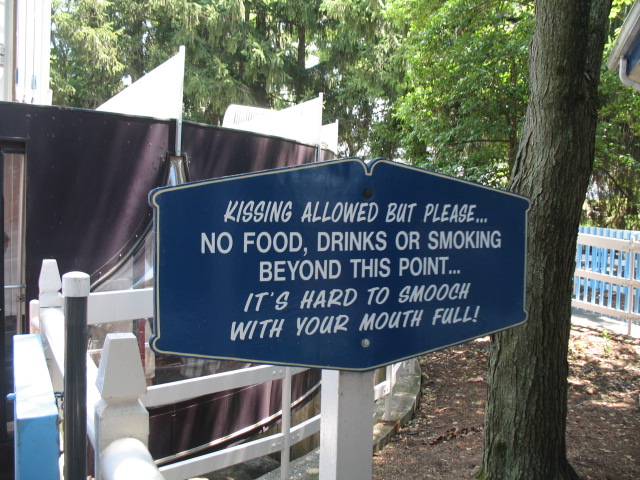 KISSING ALLOWED BUT PLEASE...
NO FOOD, DRINKS OR SMOKING
BEYOND THIS POINT...
IT'S HARD TO SMOOCH
WITH YOUR MOUTH FULL!